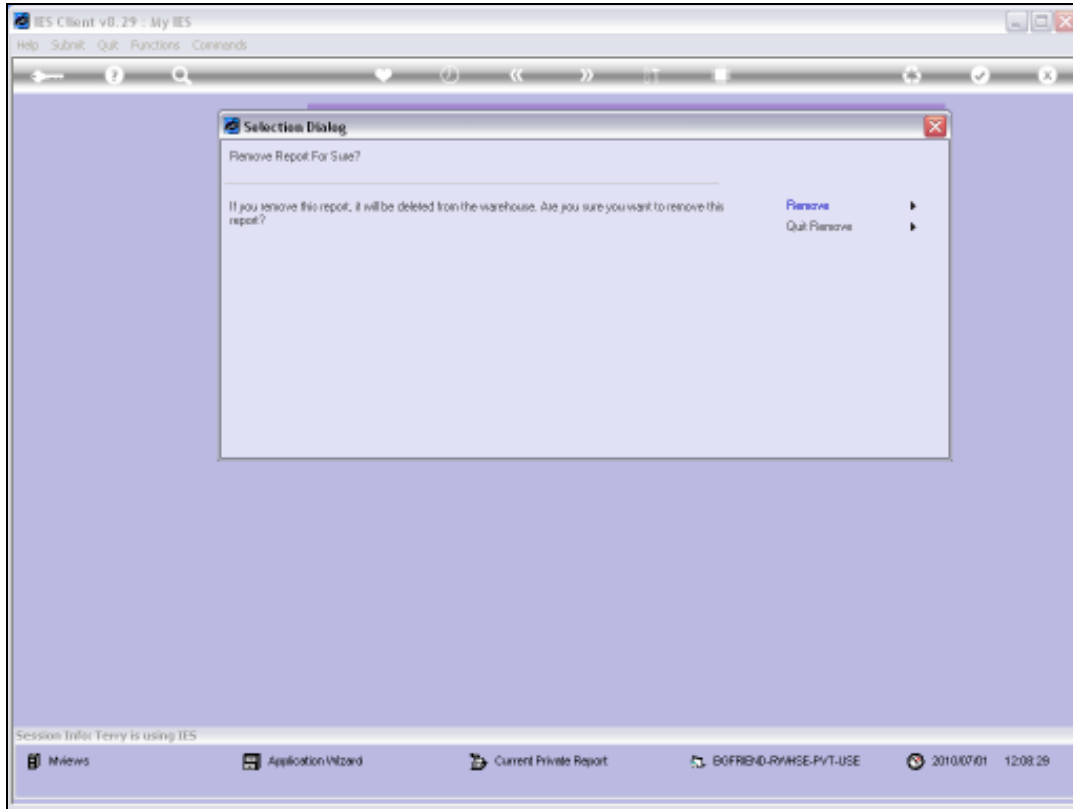 IES Client v8.29 : My IES
Help Submit Quit Functions Commands
Selection Dialog
Remove Report For Sure?
If you remove this report, it will be deleted from the warehouse. Are you sure you want to remove this
report?
Remove
Quit Remove
Session Info: Terry is using IES
Mviews
Application Wizard
Current Private Report
BGFRIEND-RWHSE-PVT-USE
2010/07/01 12:08:29